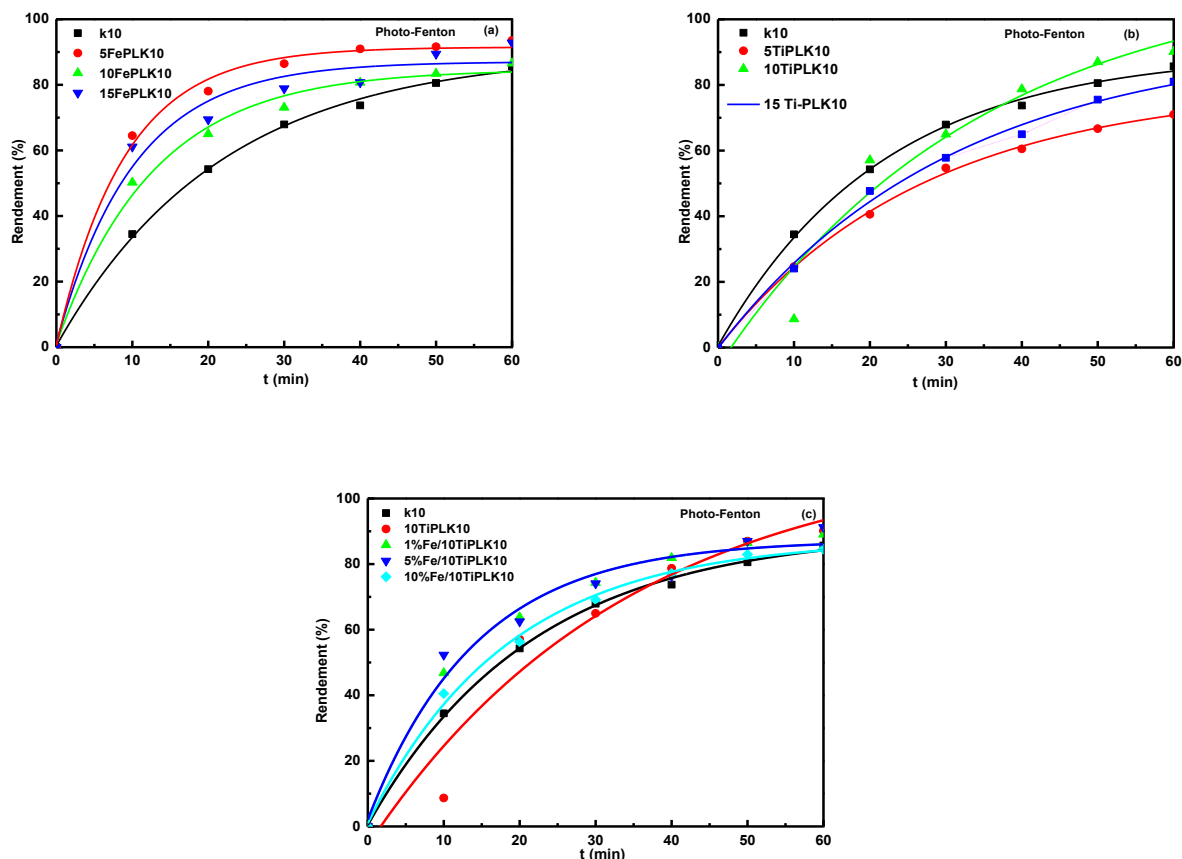 Photo-Fenton (a)
k10
5FePLK10
10FePLK10
15FePLK10
Rendement (%)
100
80
60
40
20
0
0 10 20 30 40 50 60
t (min)
Photo-Fenton (b)
k10
5TiPLK10
10TiPLK10
15 Ti-PLK10
Rendement (%)
100
80
60
40
20
0
0 10 20 30 40 50 60
t (min)
Photo-Fenton (c)
k10
10TiPLK10
1%Fe/10TiPLK10
5%Fe/10TiPLK10
10%Fe/10TiPLK10
Rendement (%)
100
80
60
40
20
0
0 10 20 30 40 50 60
t (min)